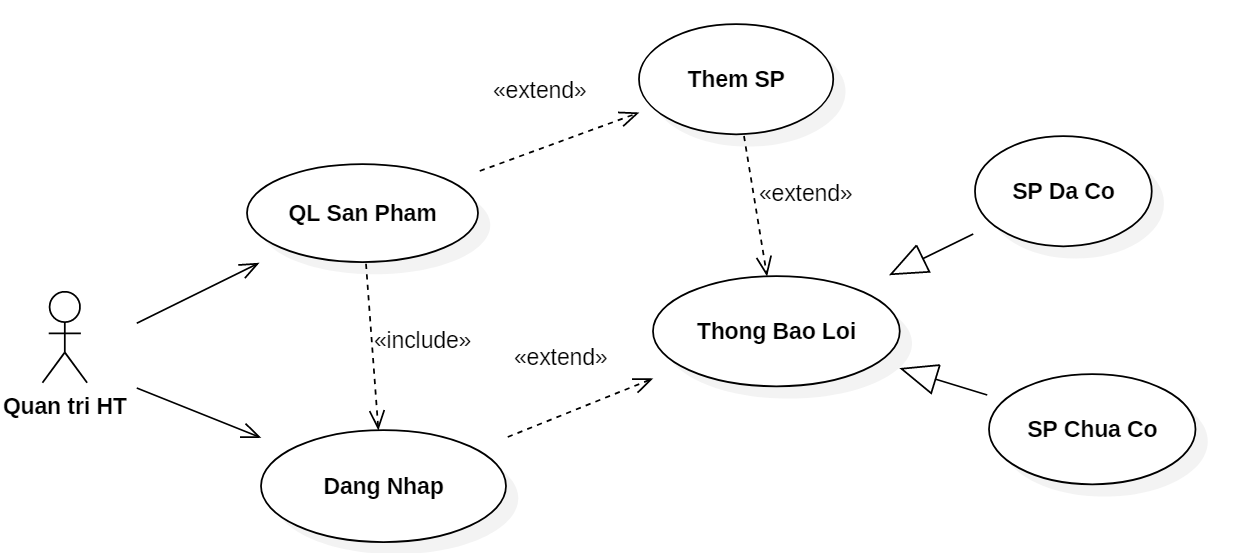 Them SP
«extend»
SP Da Co
«extend»
QL San Pham
Thong Bao Loi
«include»
«extend»
Quan tri HT
SP Chua Co
Dang Nhap